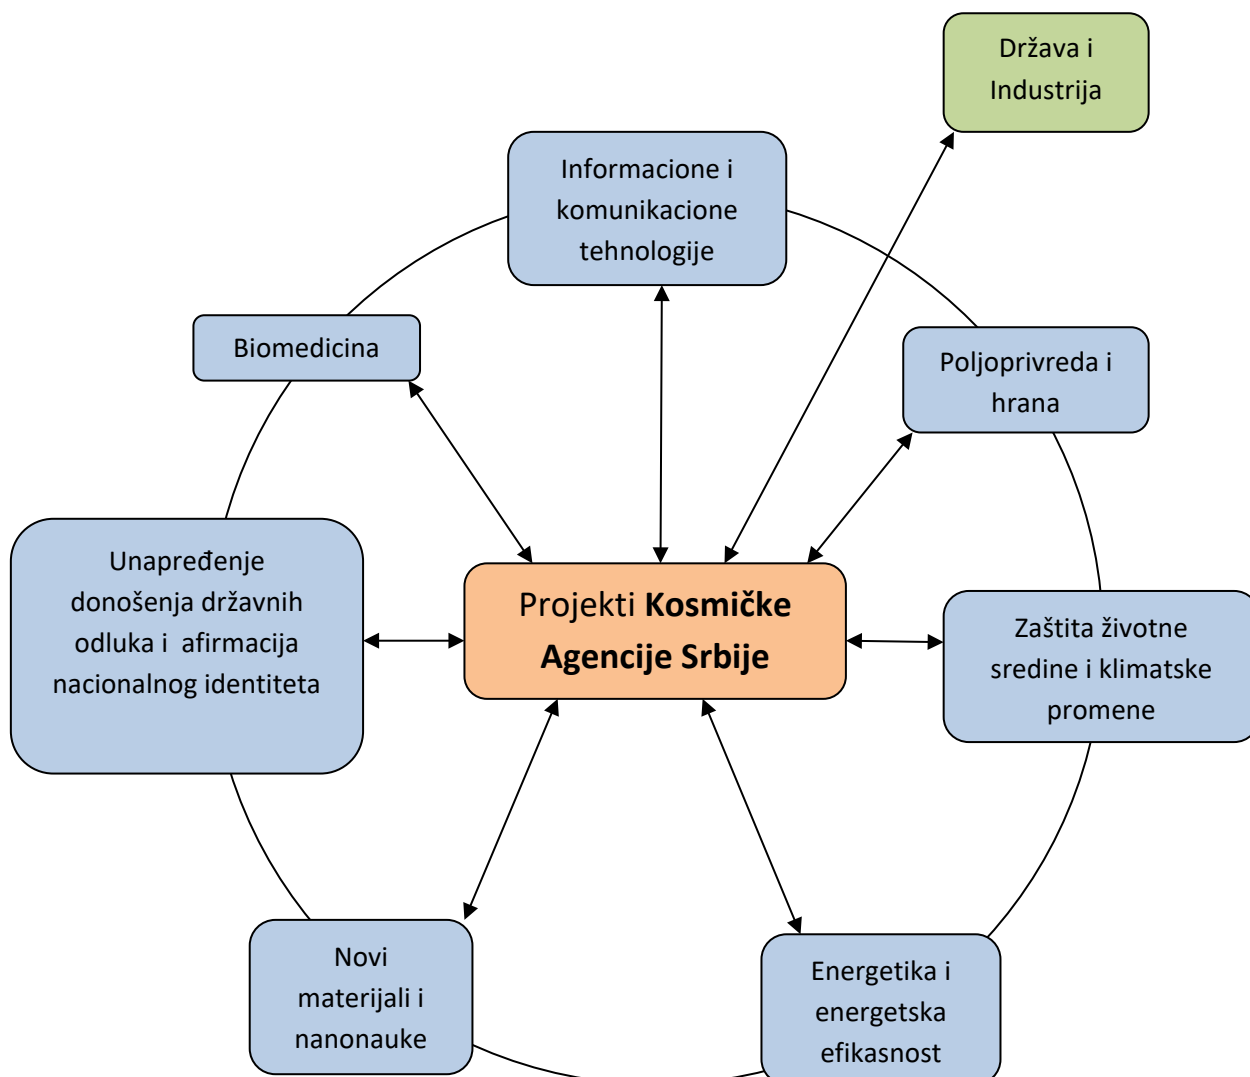 Država i
Industrija
Informacione i
komunikacione
tehnologije
Biomedicina
Poljoprivreda i
hrana
Unapređenje
donošenja državnih
odluka i  afirmacija
nacionalnog identiteta
Projekti Kosmičke
Agencije Srbije
Zaštita životne
sredine i klimatske
promene
Novi
materijali i
nanonauke
Energetika i
energetska
efikasnost